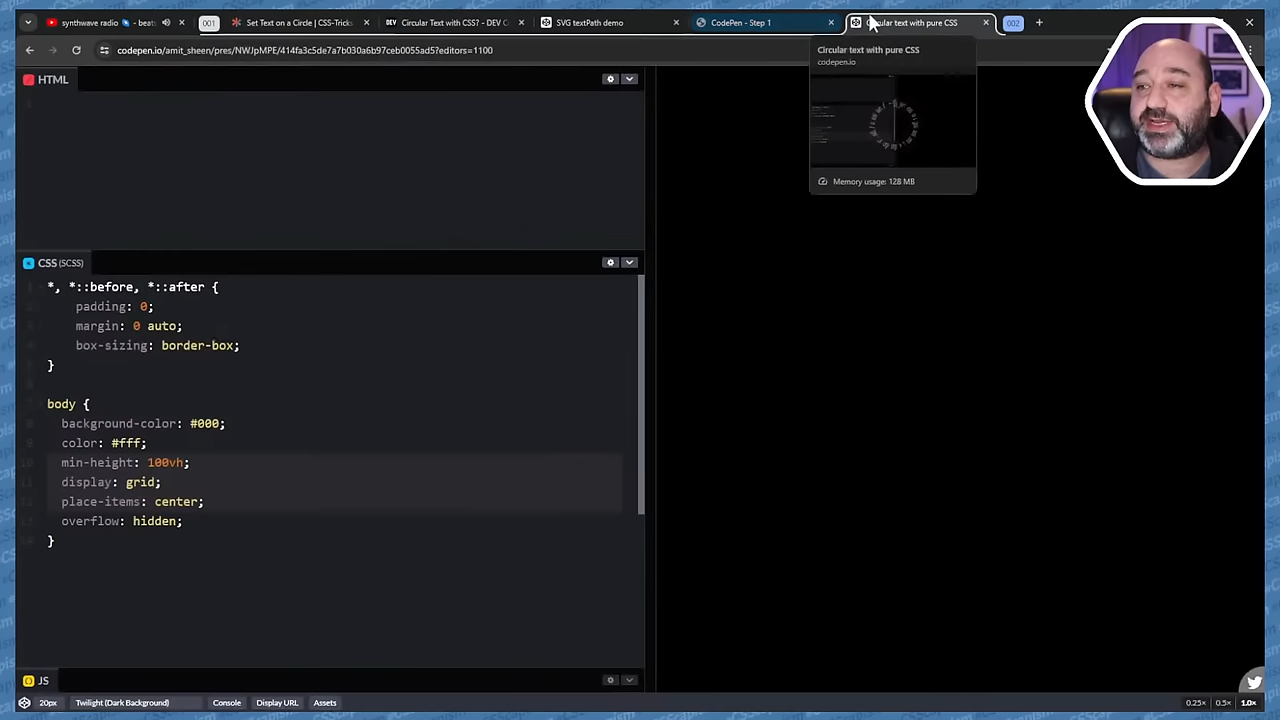 synthwave radio
- beats
001
Set Text on a Circle | CSS-Tricks
DEV
Circular Text with CSS? - DEV C
SVG textPath demo
CodePen - Step 1
Circular text with pure CSS
002
codepen.io/amit_sheen/pres/NWJpMPE/414fa3c5de7a7b030a6b97ceb0055ad5?editors=1100
Circular text with pure CSS
codepen.io
Memory usage: 128 MB
HTML
CSS (SCSS)
*, *::before, *::after {
padding: 0;
margin: 0 auto;
box-sizing: border-box;
}
body {
background-color: #000;
color: #fff;
min-height: 100vh;
display: grid;
place-items: center;
overflow: hidden;
}
JS
20px
Twilight (Dark Background)
Console
Display URL
Assets
0.25×
0.5×
1.0×